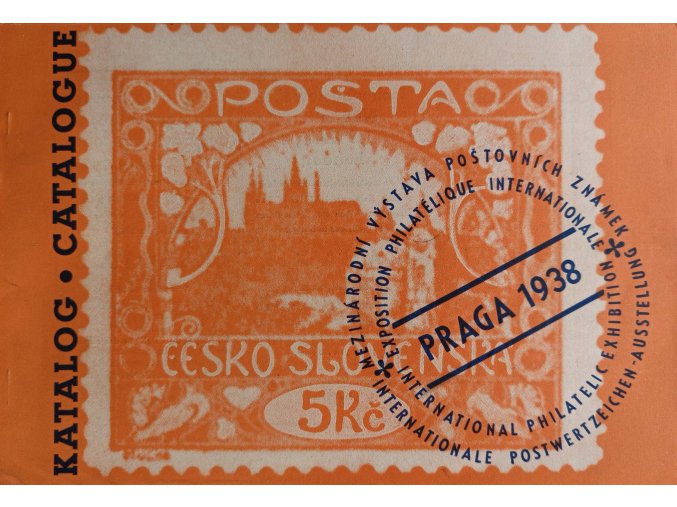 KATALOG • CATALOGUE
POSTA
ČESKO SLOVENSKA
5Kč
MEZINÁRODNÍ VÝSTAVA POŠTOVNÍCH ZNÁMEK
EXPOSITION PHILATÉLIQUE INTERNATIONALE
PRAGA 1938
INTERNATIONAL PHILATELIC EXHIBITION
INTERNATIONALE POSTWERTZEICHEN-AUSSTELLUNG